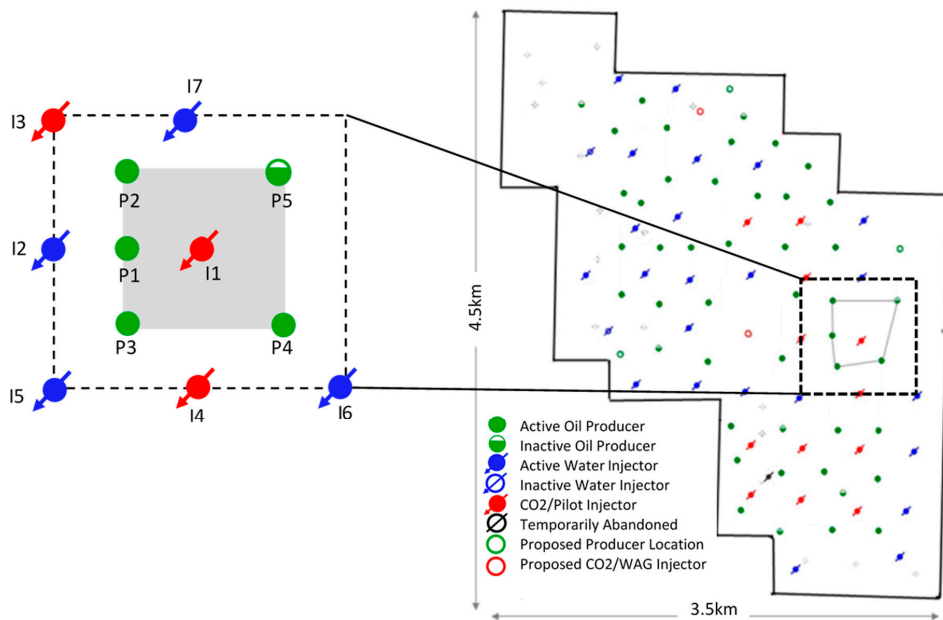 I7
I3
P2
P5
I2
P1
I1
P3
P4
I5
I4
I6
4.5km
Active Oil Producer
Inactive Oil Producer
Active Water Injector
Inactive Water Injector
CO2/Pilot Injector
Temporarily Abandoned
Proposed Producer Location
Proposed CO2/WAG Injector
3.5km